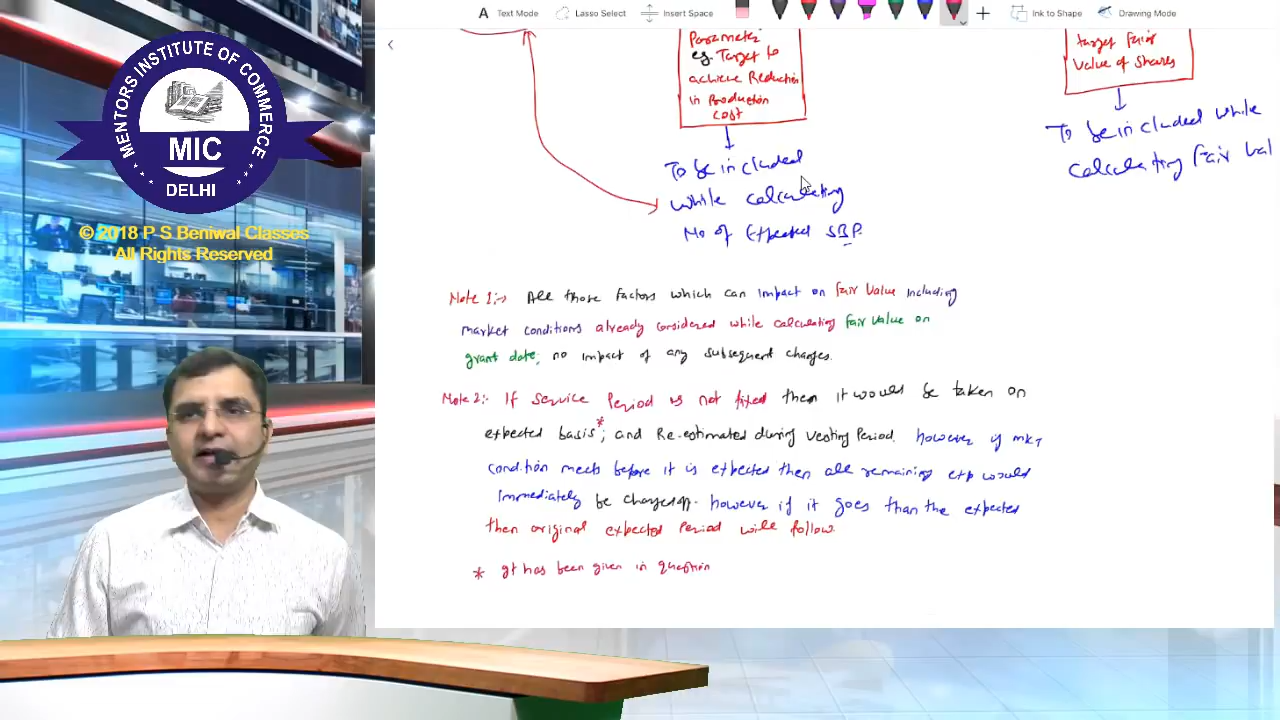 Text Mode
Lasso Select
Insert Space
Ink to Shape
Drawing Mode
MENTORS INSTITUTE OF COMMERCE
MIC
DELHI
© 2018 P S Beniwal Classes
All Rights Reserved
Parameter
eg. Target to
achieve Reduction
in Production
cost
To be included
while calculating
No of Expected SBP
target fair
value of shares
To be included while
calculating Fair Val
Note 1:- All those factors which can impact on fair value including
market conditions already considered while calculating fair value on
grant date; no impact of any subsequent changes.
Note 2:- If service Period is not fixed then it would be taken on
expected basis*; and Re-estimated during vesting Period. however if mkt
condition meets before it is expected then all remaining exp would
Immediately be charged off. however if it goes than the expected
then original expected Period will follow.
* It has been given in question